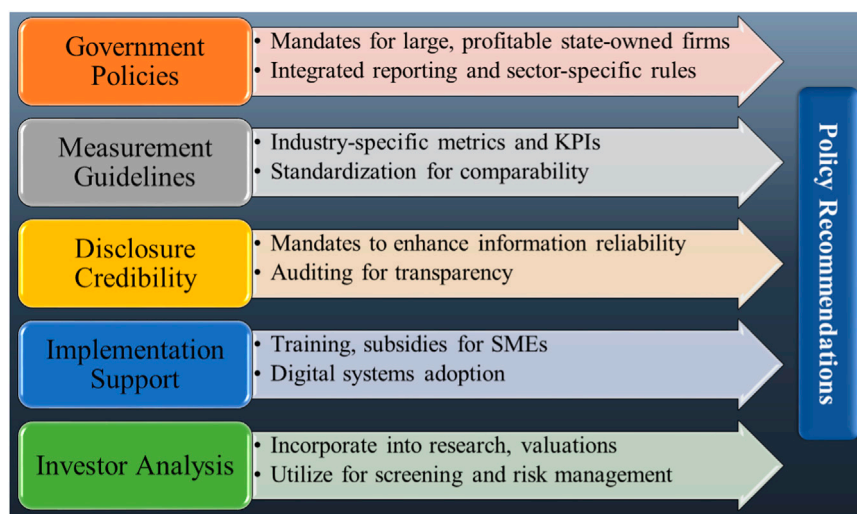 Government
Policies
• Mandates for large, profitable state-owned firms
• Integrated reporting and sector-specific rules
Measurement
Guidelines
• Industry-specific metrics and KPIs
• Standardization for comparability
Disclosure
Credibility
• Mandates to enhance information reliability
• Auditing for transparency
Implementation
Support
• Training, subsidies for SMEs
• Digital systems adoption
Investor Analysis
• Incorporate into research, valuations
• Utilize for screening and risk management
Policy Recommendations